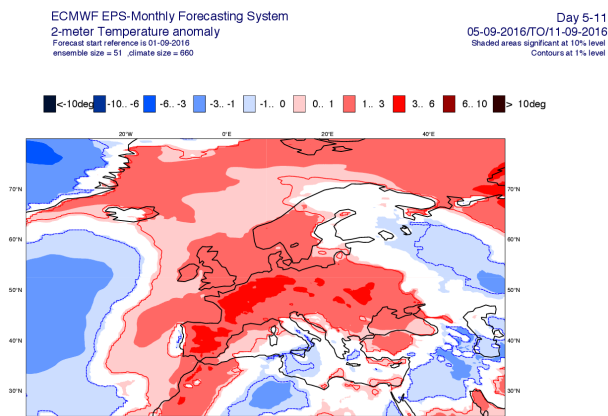 ECMWF EPS-Monthly Forecasting System
2-meter Temperature anomaly
Forecast start reference is 01-09-2016
ensemble size = 51 ,climate size = 660
Day 5-11
05-09-2016/TO/11-09-2016
Shaded areas significant at 10% level
Contours at 1% level
<-10deg -10.. -6 -6..-3 -3..-1 -1.. 0 0.. 1 1.. 3 3.. 6 6.. 10 > 10deg
20°W 0°E 20°E 40°E
70°N 70°N
60°N 60°N
50°N 50°N
40°N 40°N
30°N 30°N